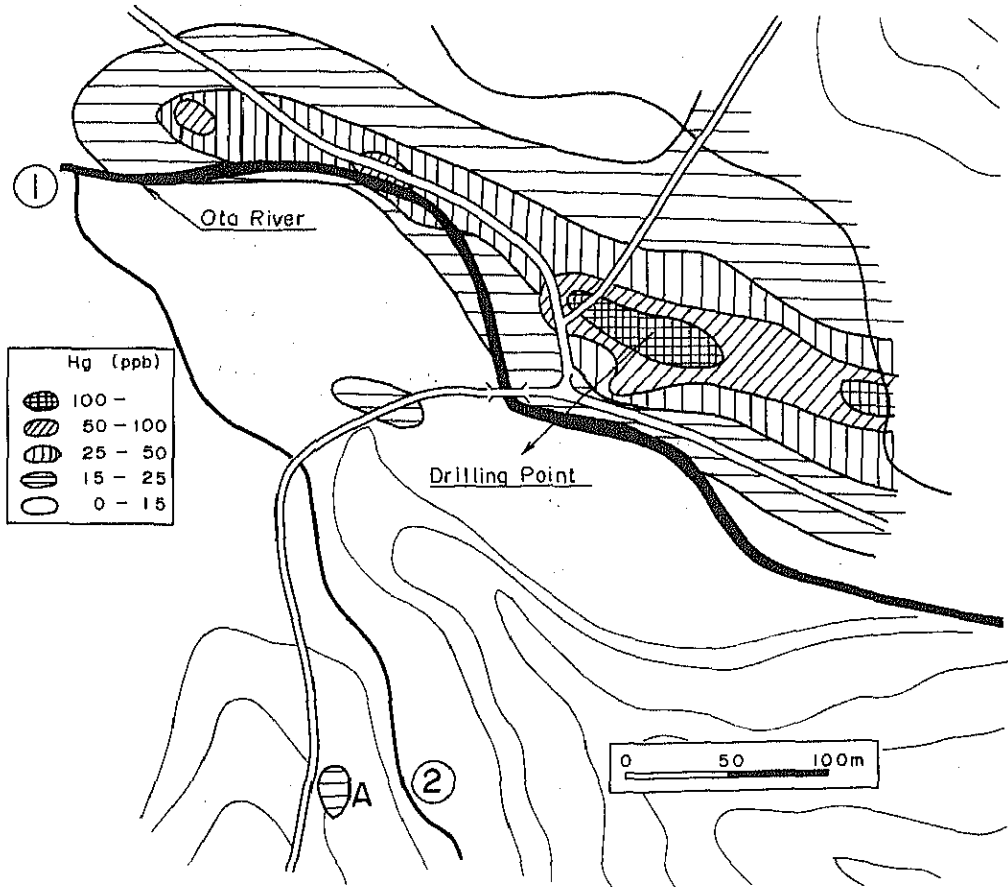 1
Ota River
Hg (ppb)
100 -
50 - 100
25 - 50
15 - 25
0 - 15
Drilling Point
0 50 100m
A
2